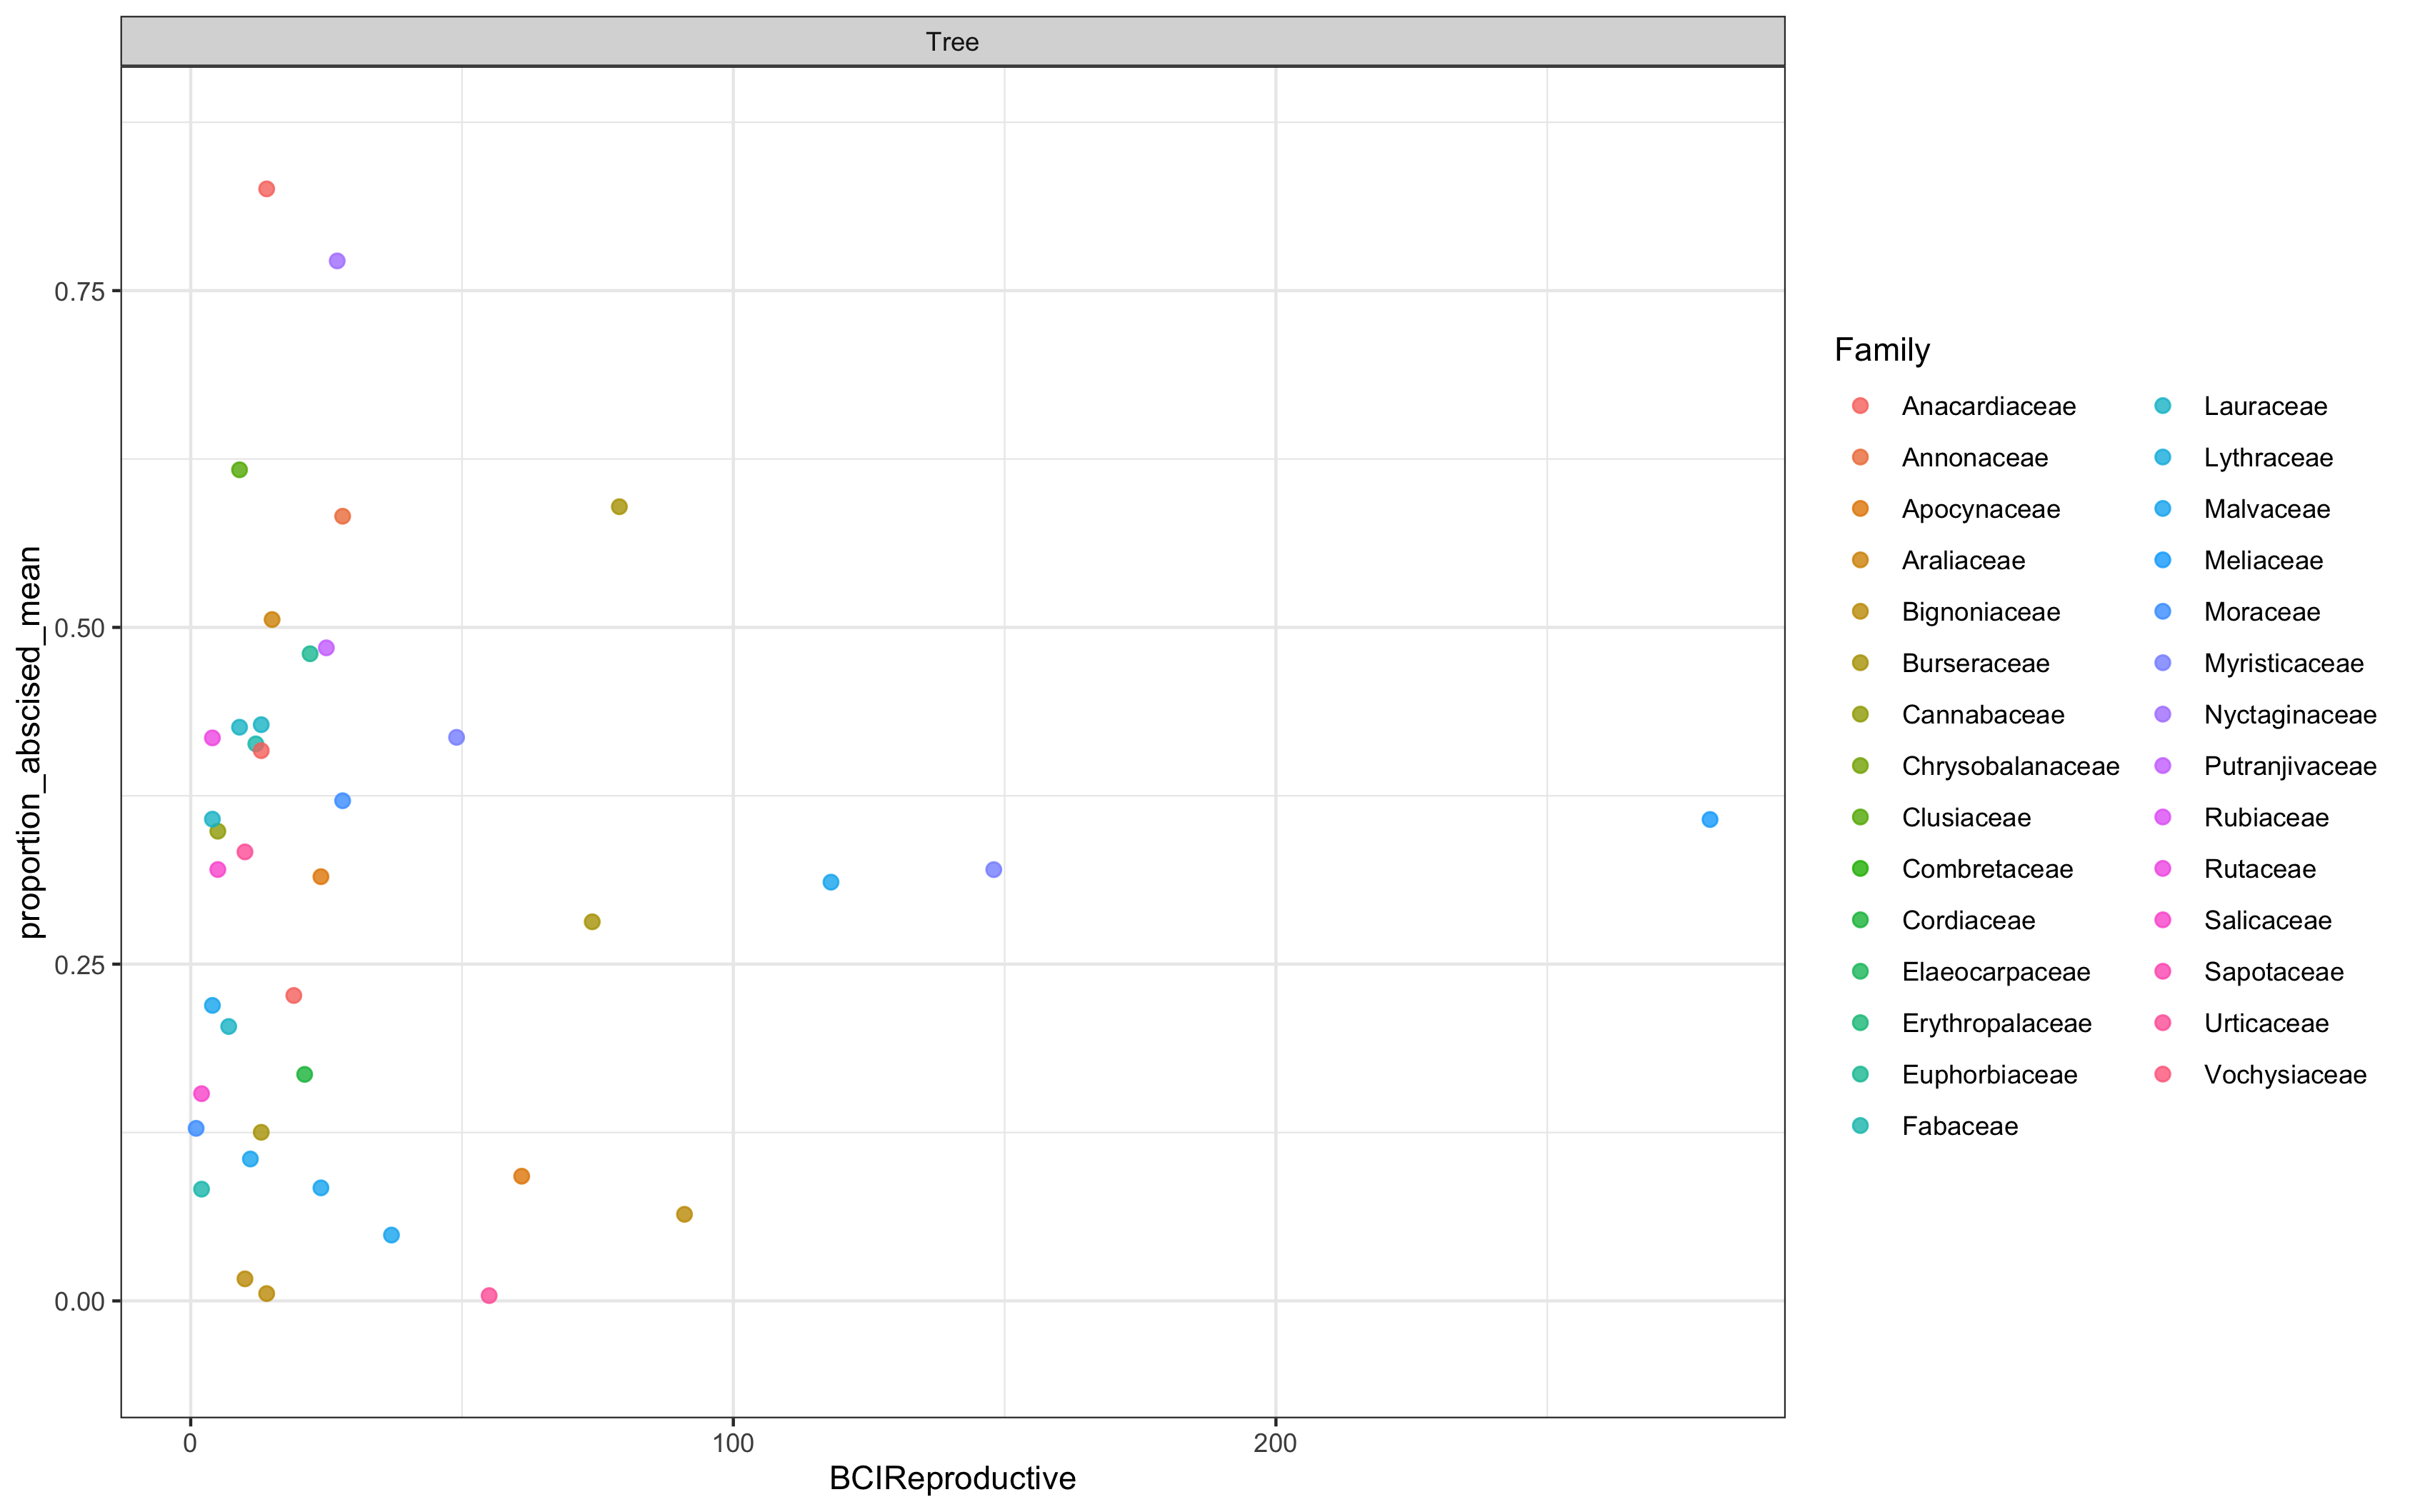 Tree
proportion_abscised_mean
0.75
0.50
0.25
0.00
0
100
200
BCIReproductive
Family
Anacardiaceae
Annonaceae
Apocynaceae
Araliaceae
Bignoniaceae
Burseraceae
Cannabaceae
Chrysobalanaceae
Clusiaceae
Combretaceae
Cordiaceae
Elaeocarpaceae
Erythropalaceae
Euphorbiaceae
Fabaceae
Lauraceae
Lythraceae
Malvaceae
Meliaceae
Moraceae
Myristicaceae
Nyctaginaceae
Putranjivaceae
Rubiaceae
Rutaceae
Salicaceae
Sapotaceae
Urticaceae
Vochysiaceae